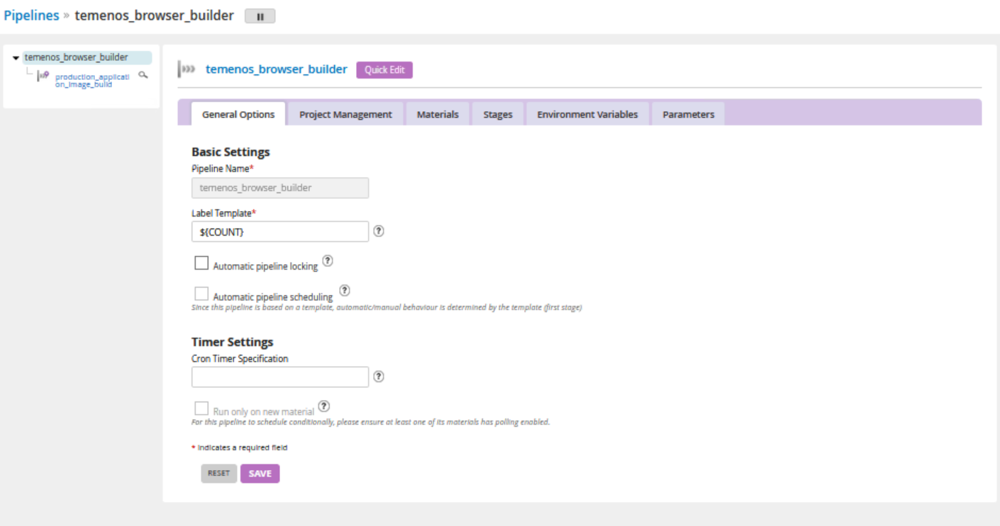 Pipelines » temenos_browser_builder
temenos_browser_builder
production_applicati
on_image_build
temenos_browser_builder Quick Edit
General Options Project Management Materials Stages Environment Variables Parameters
Basic Settings
Pipeline Name*
temenos_browser_builder
Label Template*
${COUNT} ?
Automatic pipeline locking ?
Automatic pipeline scheduling ?
Since this pipeline is based on a template, automatic/manual behaviour is determined by the template (first stage)
Timer Settings
Cron Timer Specification
?
Run only on new material ?
For this pipeline to schedule conditionally, please ensure at least one of its materials has polling enabled.
* indicates a required field
RESET SAVE